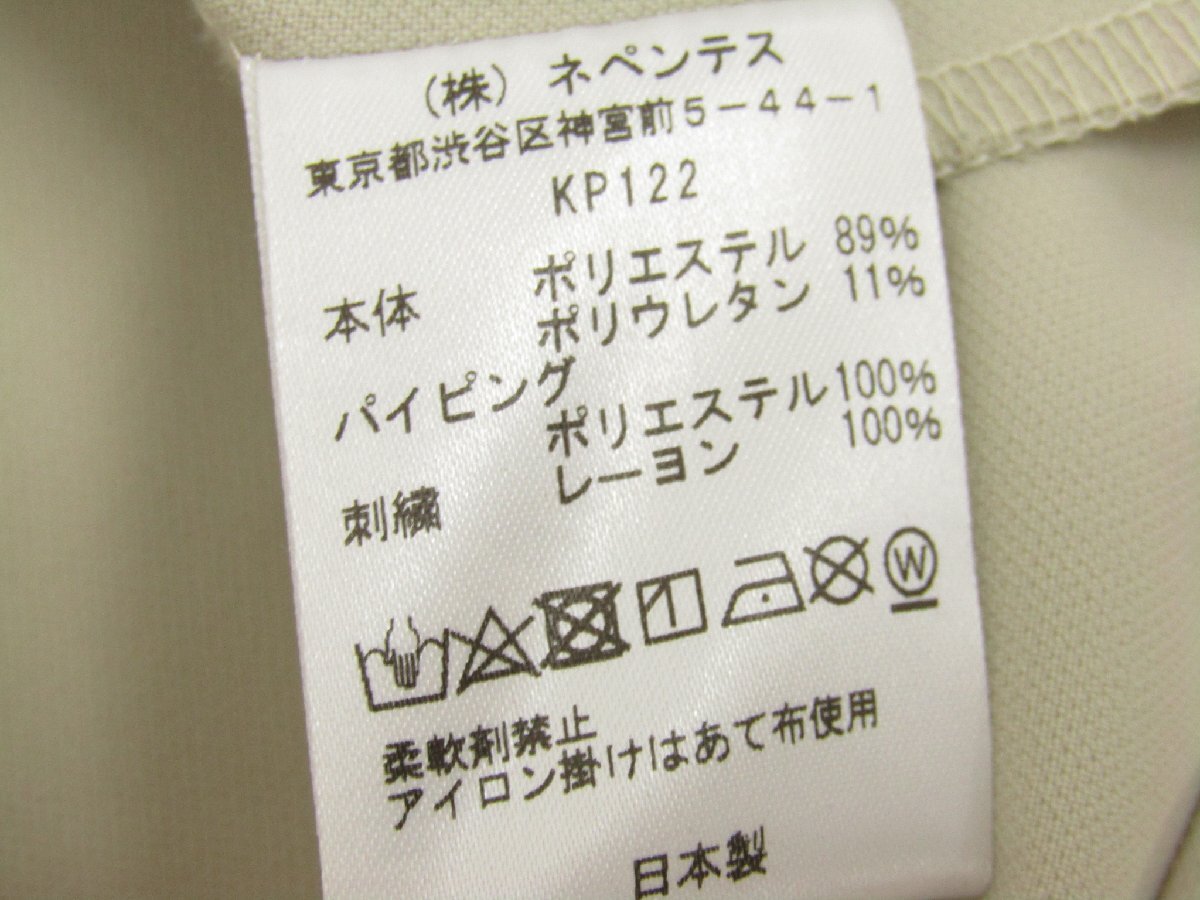 (株) ネペンテス
東京都渋谷区神宮前5-44-1
KP122
本体 ポリエステル 89%
ポリウレタン 11%
パイピング
ポリエステル 100%
刺繍 レーヨン 100%
W
柔軟剤禁止
アイロン掛けはあて布使用
日本製